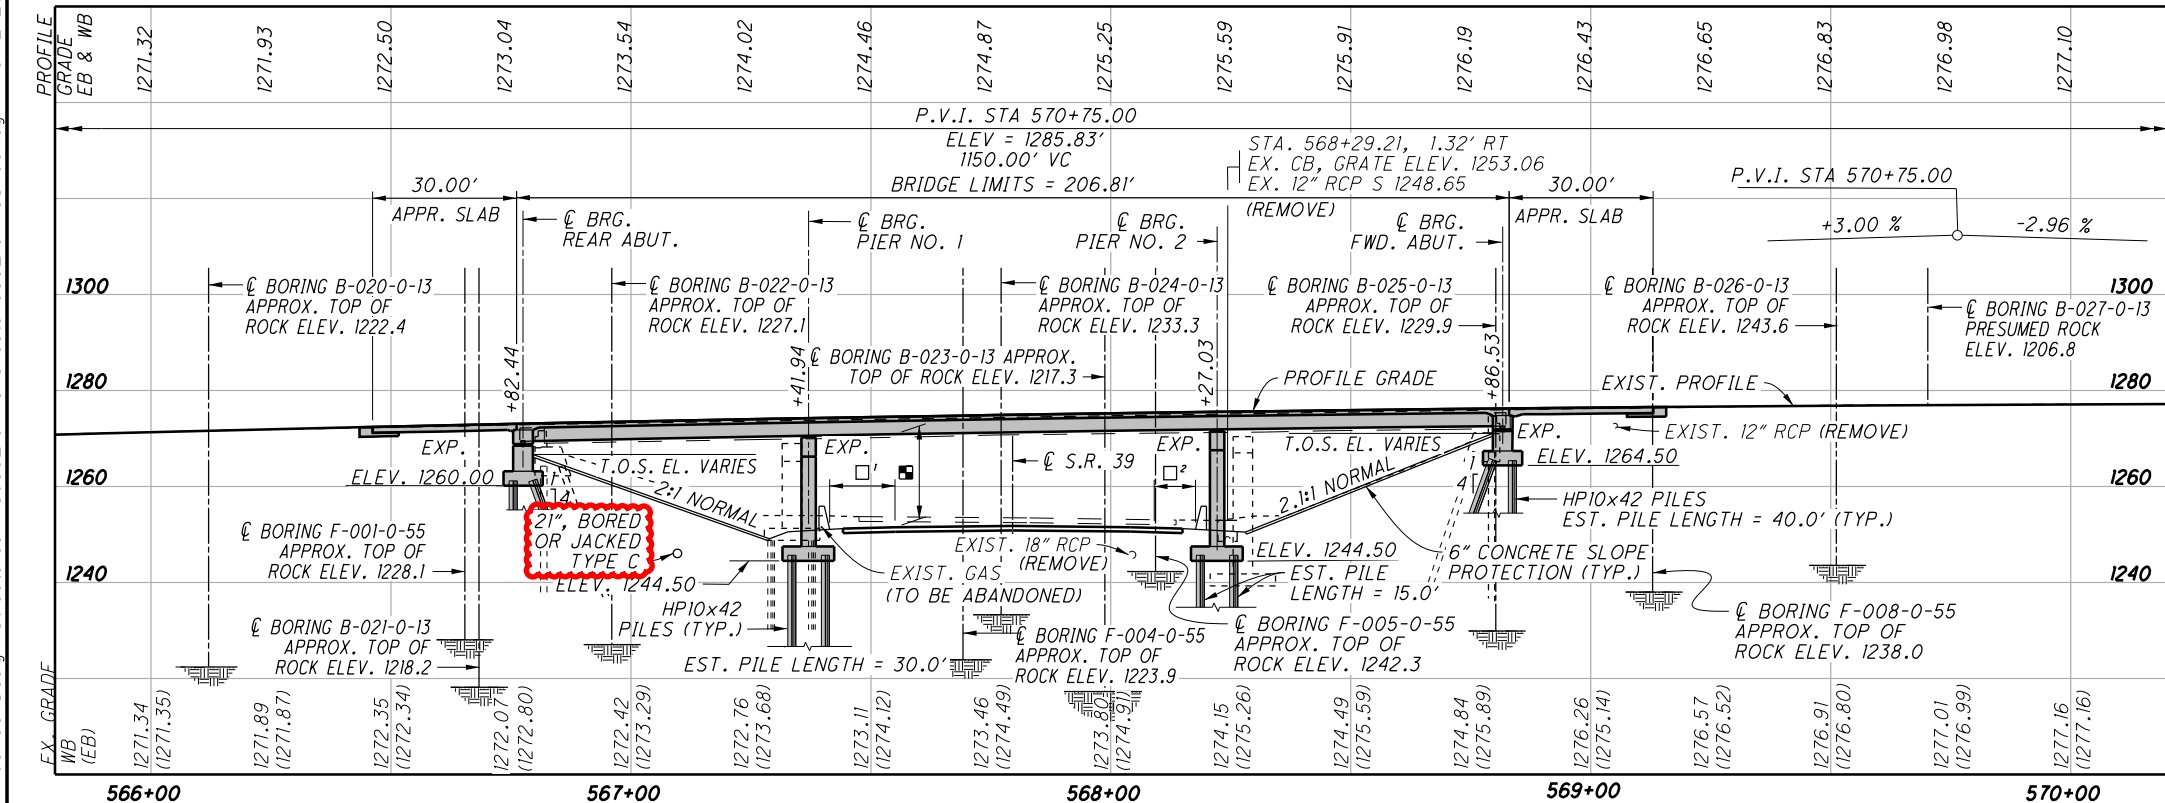 PROFILE
GRADE
EB & WB
1271.32
1271.93
1272.50
1273.04
1273.54
1274.02
1274.46
1274.87
1275.25
1275.59
1275.91
1276.19
1276.43
1276.65
1276.83
1276.98
1277.10
P.V.I. STA 570+75.00
ELEV = 1285.83'
1150.00' VC
BRIDGE LIMITS = 206.81'
STA. 568+29.21, 1.32' RT
EX. CB, GRATE ELEV. 1253.06
EX. 12" RCP S 1248.65
(REMOVE)
30.00'
APPR. SLAB
30.00'
APPR. SLAB
P.V.I. STA 570+75.00
+3.00 %
-2.96 %
℄ BRG.
REAR ABUT.
℄ BRG.
PIER NO. 1
℄ BRG.
PIER NO. 2
℄ BRG.
FWD. ABUT.
1300
℄ BORING B-020-0-13
APPROX. TOP OF
ROCK ELEV. 1222.4
℄ BORING B-022-0-13
APPROX. TOP OF
ROCK ELEV. 1227.1
℄ BORING B-024-0-13
APPROX. TOP OF
ROCK ELEV. 1233.3
℄ BORING B-025-0-13
APPROX. TOP OF
ROCK ELEV. 1229.9
℄ BORING B-026-0-13
APPROX. TOP OF
ROCK ELEV. 1243.6
1300
℄ BORING B-027-0-13
PRESUMED ROCK
ELEV. 1206.8
+82.44
+41.94
℄ BORING B-023-0-13 APPROX.
TOP OF ROCK ELEV. 1217.3
+27.03
+86.53
1280
PROFILE GRADE
EXIST. PROFILE
1280
EXP.
T.O.S. EL. VARIES
EXP.
℄ S.R. 39
EXP.
T.O.S. EL. VARIES
EXP.
EXIST. 12" RCP (REMOVE)
1260
ELEV. 1260.00
1
4
2:1 NORMAL
1
2
2.1:1 NORMAL
1
4
ELEV. 1264.50
1260
HP10x42 PILES
EST. PILE LENGTH = 40.0' (TYP.)
℄ BORING F-001-0-55
APPROX. TOP OF
ROCK ELEV. 1228.1
21", BORED
OR JACKED
TYPE C
ELEV. 1244.50
EXIST. 18" RCP
(REMOVE)
EXIST. GAS
(TO BE ABANDONED)
ELEV. 1244.50
EST. PILE
LENGTH = 15.0'
6" CONCRETE SLOPE
PROTECTION (TYP.)
1240
1240
HP10x42
PILES (TYP.)
EST. PILE LENGTH = 30.0'
℄ BORING B-021-0-13
APPROX. TOP OF
ROCK ELEV. 1218.2
℄ BORING F-004-0-55
APPROX. TOP OF
ROCK ELEV. 1223.9
℄ BORING F-005-0-55
APPROX. TOP OF
ROCK ELEV. 1242.3
℄ BORING F-008-0-55
APPROX. TOP OF
ROCK ELEV. 1238.0
EX. GRADE
WB
(EB)
1271.34
(1271.35)
1271.89
(1271.87)
1272.35
(1272.34)
1272.07
(1272.80)
1272.42
(1273.29)
1272.76
(1273.68)
1273.11
(1274.12)
1273.46
(1274.49)
1273.80
(1274.91)
1274.15
(1275.26)
1274.49
(1275.59)
1274.84
(1275.89)
1276.26
(1275.14)
1276.57
(1276.52)
1276.91
(1276.80)
1277.01
(1276.99)
1277.16
(1277.16)
566+00
567+00
568+00
569+00
570+00